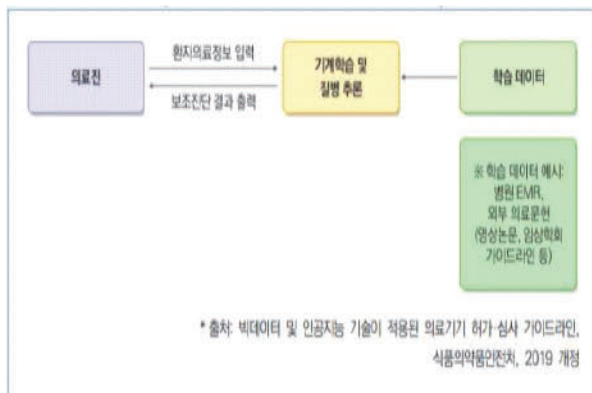 환자의료정보 입력
의료진
기계학습 및
질병 추론
학습 데이터
보조진단 결과 출력
※ 학습 데이터 예시:
병원 EMR,
외부 의료문헌
(영상논문, 임상학회
가이드라인 등)
* 출처: 빅데이터 및 인공지능 기술이 적용된 의료기기 허가·심사 가이드라인,
식품의약품안전처, 2019 개정